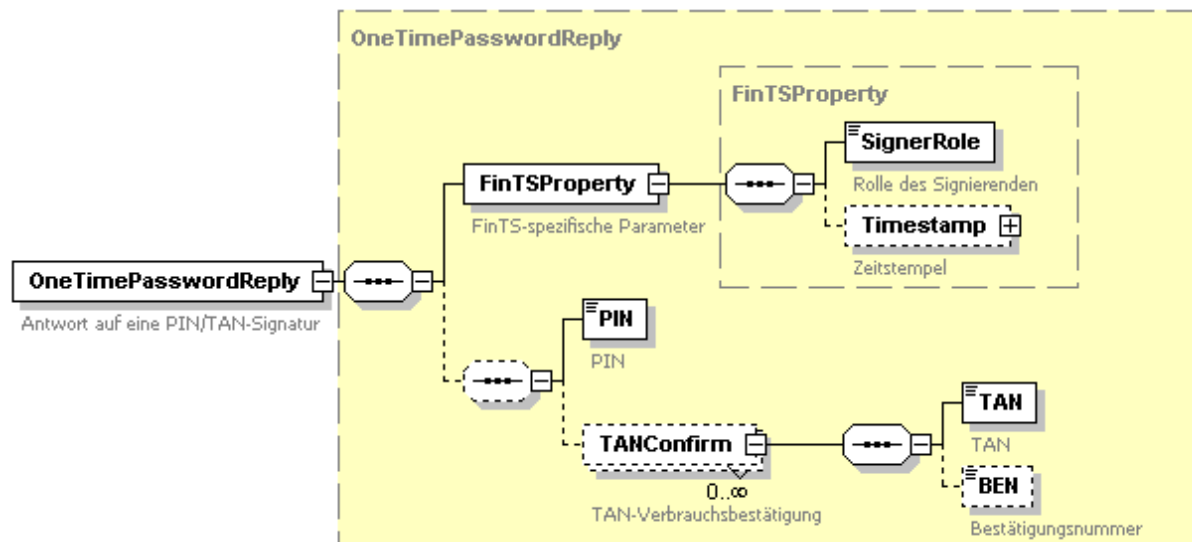 OneTimePasswordReply
FinTSProperty
SignerRole
Rolle des Signierenden
FinTSProperty
FinTS-spezifische Parameter
Timestamp
Zeitstempel
OneTimePasswordReply
Antwort auf eine PIN/TAN-Signatur
PIN
PIN
TANConfirm
0..∞
TAN-Verbrauchsbestätigung
TAN
TAN
BEN
Bestätigungsnummer